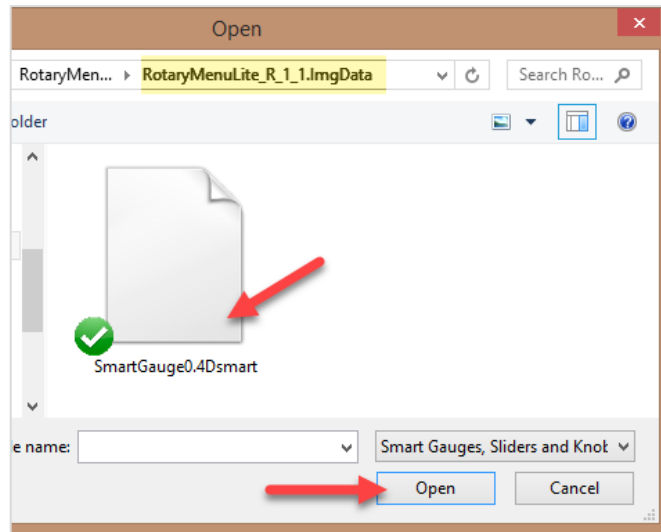 Open
RotaryMen... RotaryMenuLite_R_1_1.ImgData Search Ro...
older
SmartGauge0.4Dsmart
e name: Smart Gauges, Sliders and Knob
Open Cancel